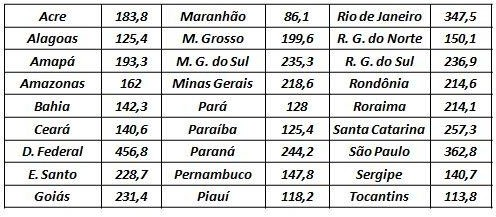 Acre 183,8 Maranhão 86,1 Rio de Janeiro 347,5
Alagoas 125,4 M. Grosso 199,6 R. G. do Norte 150,1
Amapá 193,3 M. G. do Sul 235,3 R. G. do Sul 236,9
Amazonas 162 Minas Gerais 218,6 Rondônia 214,6
Bahia 142,3 Pará 128 Roraima 214,1
Ceará 140,6 Paraíba 125,4 Santa Catarina 257,3
D. Federal 456,8 Paraná 244,2 São Paulo 362,8
E. Santo 228,7 Pernambuco 147,8 Sergipe 140,7
Goiás 231,4 Piauí 118,2 Tocantins 113,8